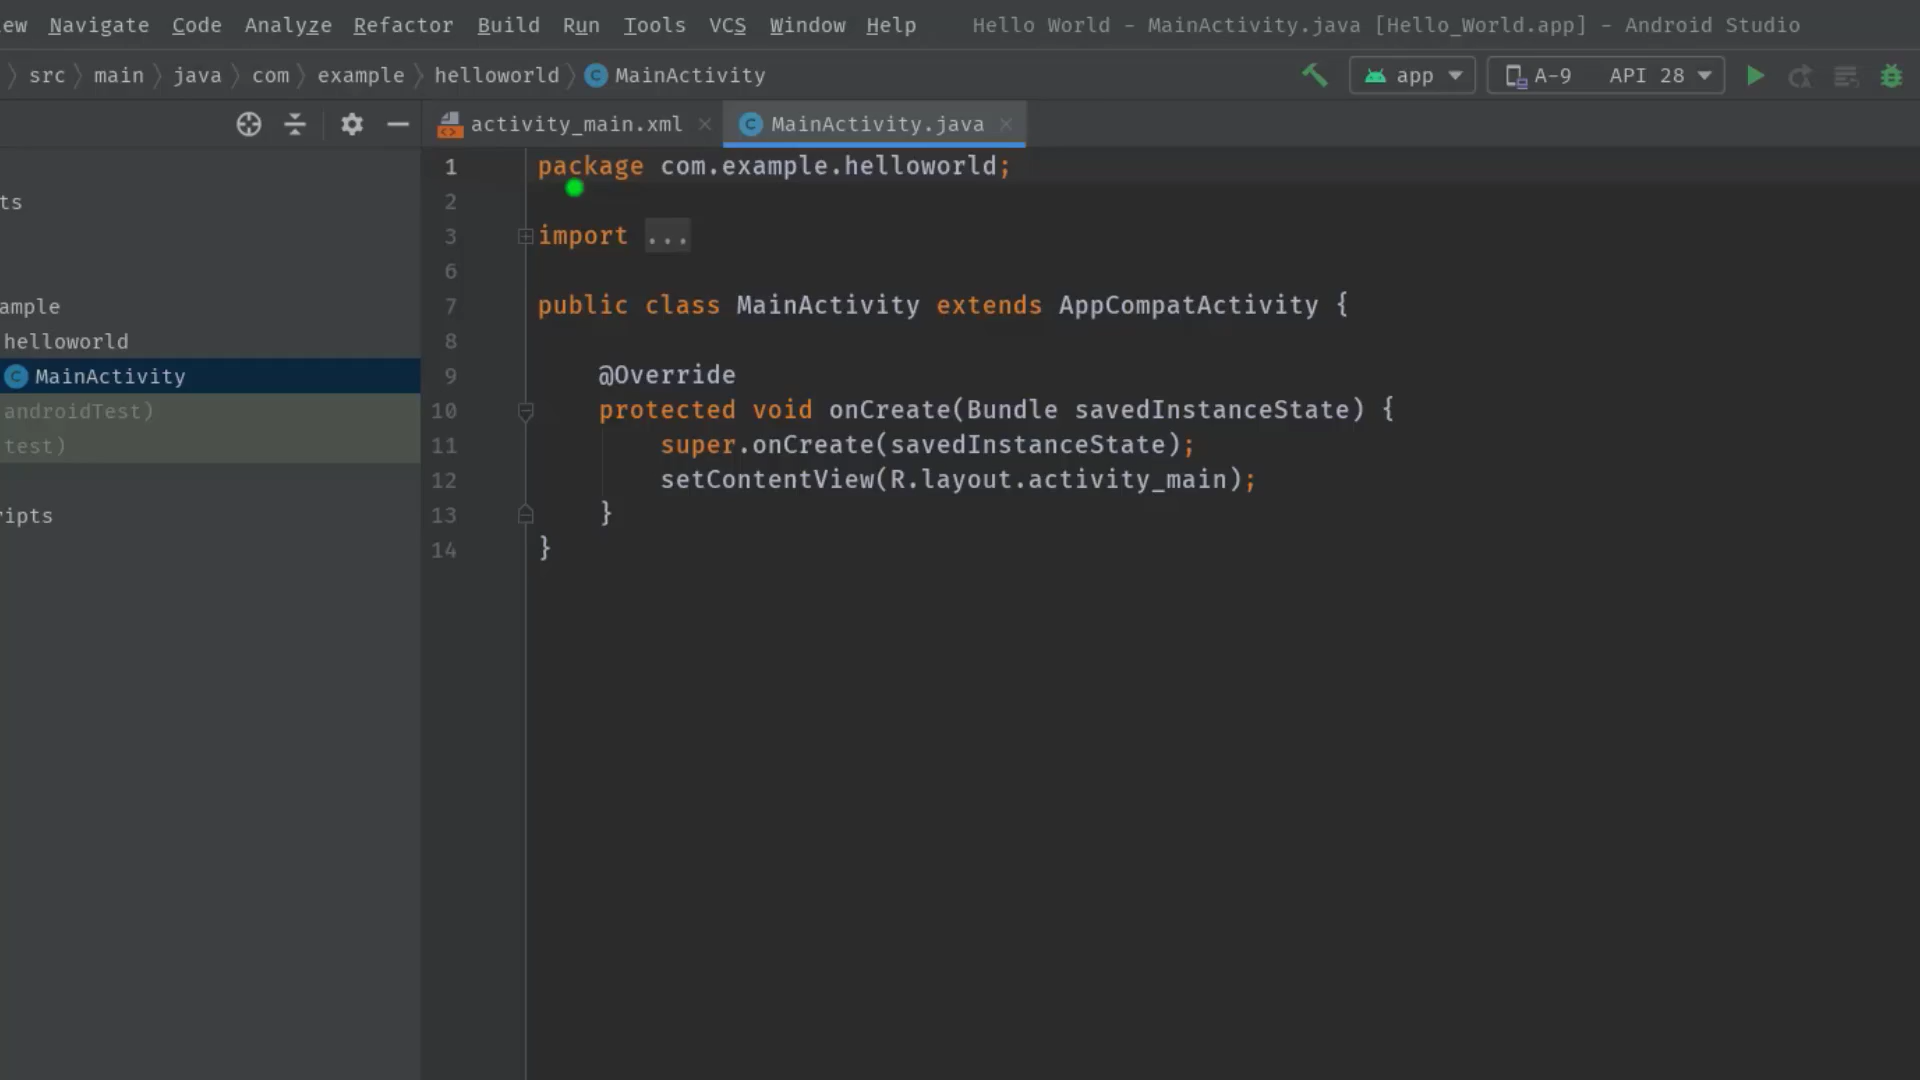 ew Navigate Code Analyze Refactor Build Run Tools VCS Window Help Hello World - MainActivity.java [Hello_World.app] - Android Studio
src main java com example helloworld MainActivity app A-9 API 28
activity_main.xml MainActivity.java
1 package com.example.helloworld;
ts
2
3 import ...
6
ample
7 public class MainActivity extends AppCompatActivity {
helloworld
8
MainActivity
9 @Override
androidTest)
10 protected void onCreate(Bundle savedInstanceState) {
test)
11 super.onCreate(savedInstanceState);
12 setContentView(R.layout.activity_main);
ripts
13 }
14 }